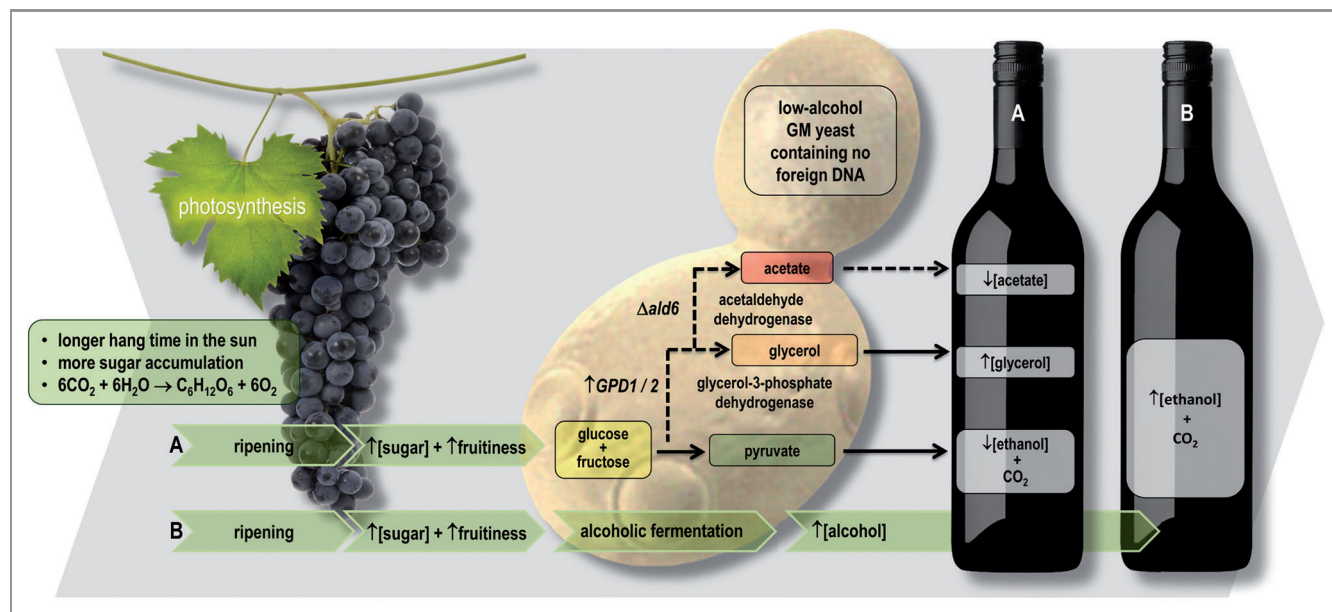 low-alcohol
GM yeast
containing no
foreign DNA
A
B
photosynthesis
acetate
↓[acetate]
Δald6
acetaldehyde
dehydrogenase
• longer hang time in the sun
• more sugar accumulation
• 6CO₂ + 6H₂O → C₆H₁₂O₆ + 6O₂
glycerol
↑[glycerol]
↑GPD1 / 2
glycerol-3-phosphate
dehydrogenase
↑[ethanol]
+
CO₂
A
ripening
↑[sugar] + ↑fruitiness
glucose
+
fructose
pyruvate
↓[ethanol]
+
CO₂
B
ripening
↑[sugar] + ↑fruitiness
alcoholic fermentation
↑[alcohol]